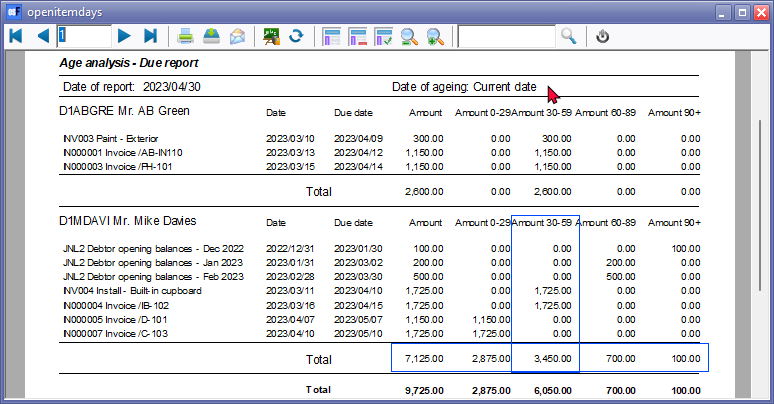 openitemdays
1
Age analysis - Due report
Date of report: 2023/04/30 Date of ageing: Current date
D1ABGRE Mr. AB Green Date Due date Amount Amount 0-29 Amount 30-59 Amount 60-89 Amount 90+
NV003 Paint - Exterior 2023/03/10 2023/04/09 300.00 0.00 300.00 0.00 0.00
N000001 Invoice /AB-IN110 2023/03/13 2023/04/12 1,150.00 0.00 1,150.00 0.00 0.00
N000003 Invoice /FH-101 2023/03/15 2023/04/14 1,150.00 0.00 1,150.00 0.00 0.00
Total 2,600.00 0.00 2,600.00 0.00 0.00
D1MDAVI Mr. Mike Davies Date Due date Amount Amount 0-29 Amount 30-59 Amount 60-89 Amount 90+
JNL2 Debtor opening balances - Dec 2022 2022/12/31 2023/01/30 100.00 0.00 0.00 0.00 100.00
JNL2 Debtor opening balances - Jan 2023 2023/01/31 2023/03/02 200.00 0.00 0.00 200.00 0.00
JNL2 Debtor opening balances - Feb 2023 2023/02/28 2023/03/30 500.00 0.00 0.00 500.00 0.00
NV004 Install - Built-in cupboard 2023/03/11 2023/04/10 1,725.00 0.00 1,725.00 0.00 0.00
N000004 Invoice /IB-102 2023/03/16 2023/04/15 1,725.00 0.00 1,725.00 0.00 0.00
N000005 Invoice /D-101 2023/04/07 2023/05/07 1,150.00 1,150.00 0.00 0.00 0.00
N000007 Invoice /C-103 2023/04/10 2023/05/10 1,725.00 1,725.00 0.00 0.00 0.00
Total 7,125.00 2,875.00 3,450.00 700.00 100.00
Total 9,725.00 2,875.00 6,050.00 700.00 100.00